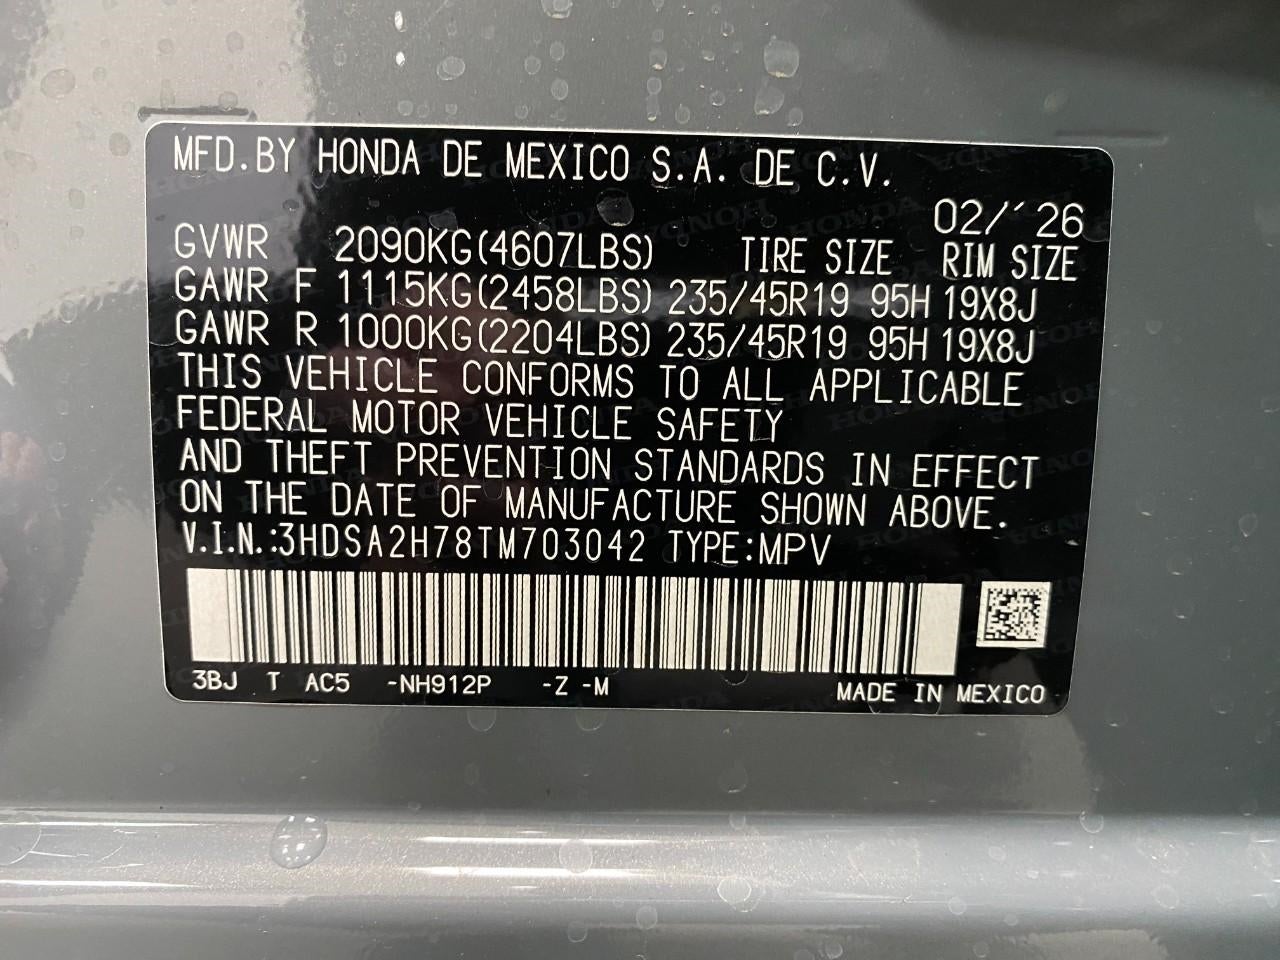 MFD.BY HONDA DE MEXICO S.A. DE C.V.
02/´26
GVWR 2090KG(4607LBS) TIRE SIZE RIM SIZE
GAWR F 1115KG(2458LBS) 235/45R19 95H 19X8J
GAWR R 1000KG(2204LBS) 235/45R19 95H 19X8J
THIS VEHICLE CONFORMS TO ALL APPLICABLE
FEDERAL MOTOR VEHICLE SAFETY
AND THEFT PREVENTION STANDARDS IN EFFECT
ON THE DATE OF MANUFACTURE SHOWN ABOVE.
V.I.N.:3HDSA2H78TM703042 TYPE:MPV
3BJ T AC5 -NH912P -Z -M
MADE IN MEXICO